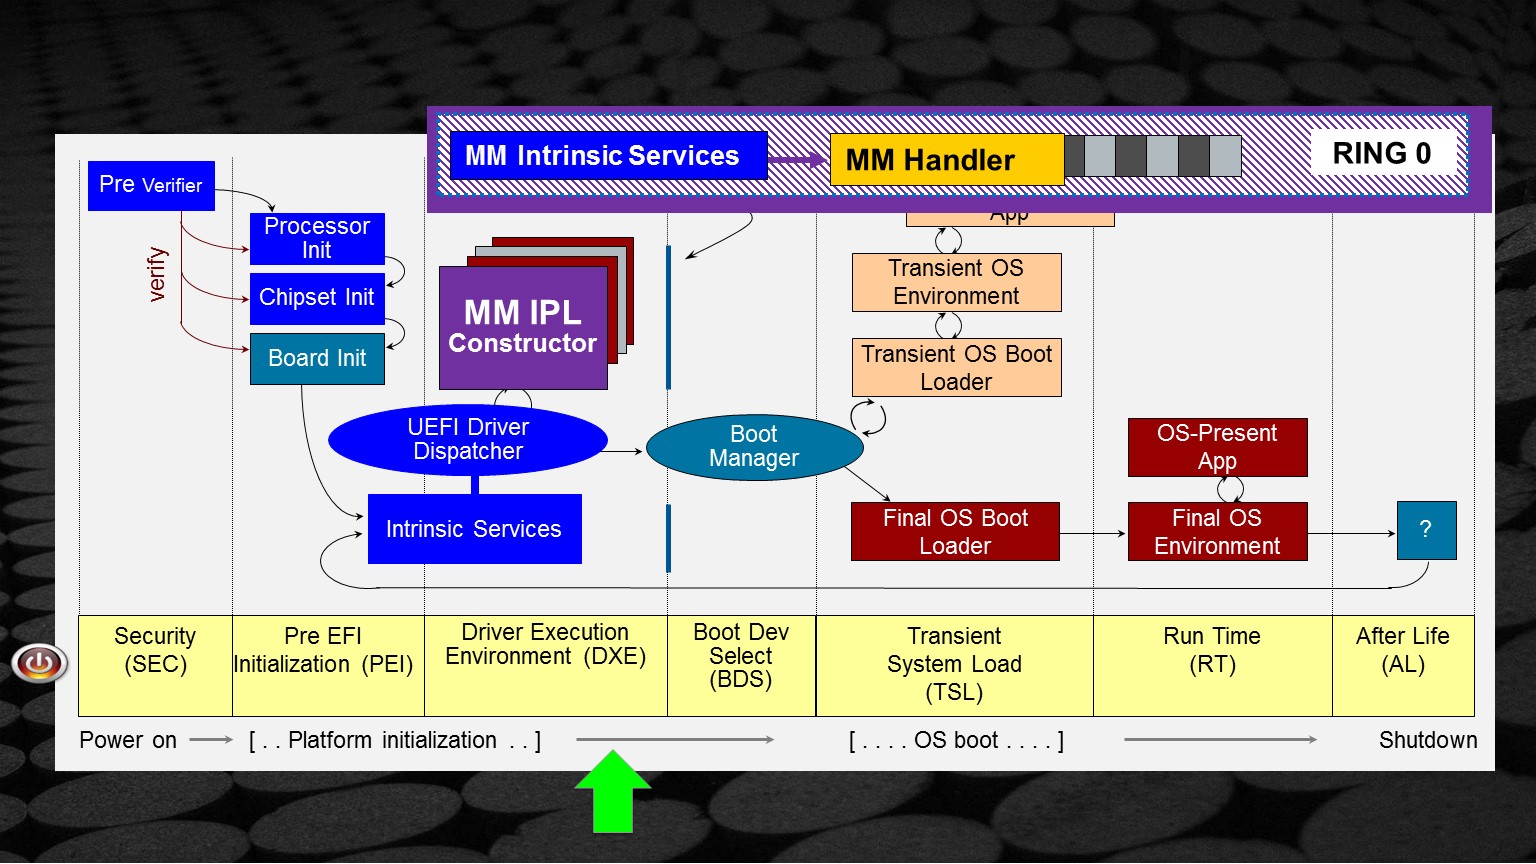 MM Intrinsic Services
MM Handler
RING 0
Pre Verifier
verify
Processor
Init
Chipset Init
Board Init
MM IPL
Constructor
UEFI Driver
Dispatcher
Intrinsic Services
Boot
Manager
App
Transient OS
Environment
Transient OS Boot
Loader
Final OS Boot
Loader
OS-Present
App
Final OS
Environment
?
Security
(SEC)
Pre EFI
Initialization (PEI)
Driver Execution
Environment (DXE)
Boot Dev
Select
(BDS)
Transient
System Load
(TSL)
Run Time
(RT)
After Life
(AL)
Power on
[ . . Platform initialization . . ]
[ . . . . OS boot . . . . ]
Shutdown